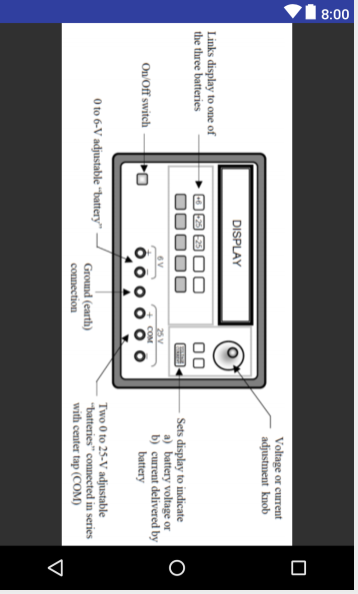 8:00
Links display to one of
the three batteries
On/Off switch
0 to 6-V adjustable "battery"
Ground (earth)
connection
DISPLAY
+6 +25 -25
6 V
+ −
25 V
+ COM −
Voltage or current
adjustment knob
Sets display to indicate
a) battery voltage or
b) current delivered by
battery
Two 0 to 25-V adjustable
"batteries" connected in series
with center tap (COM)